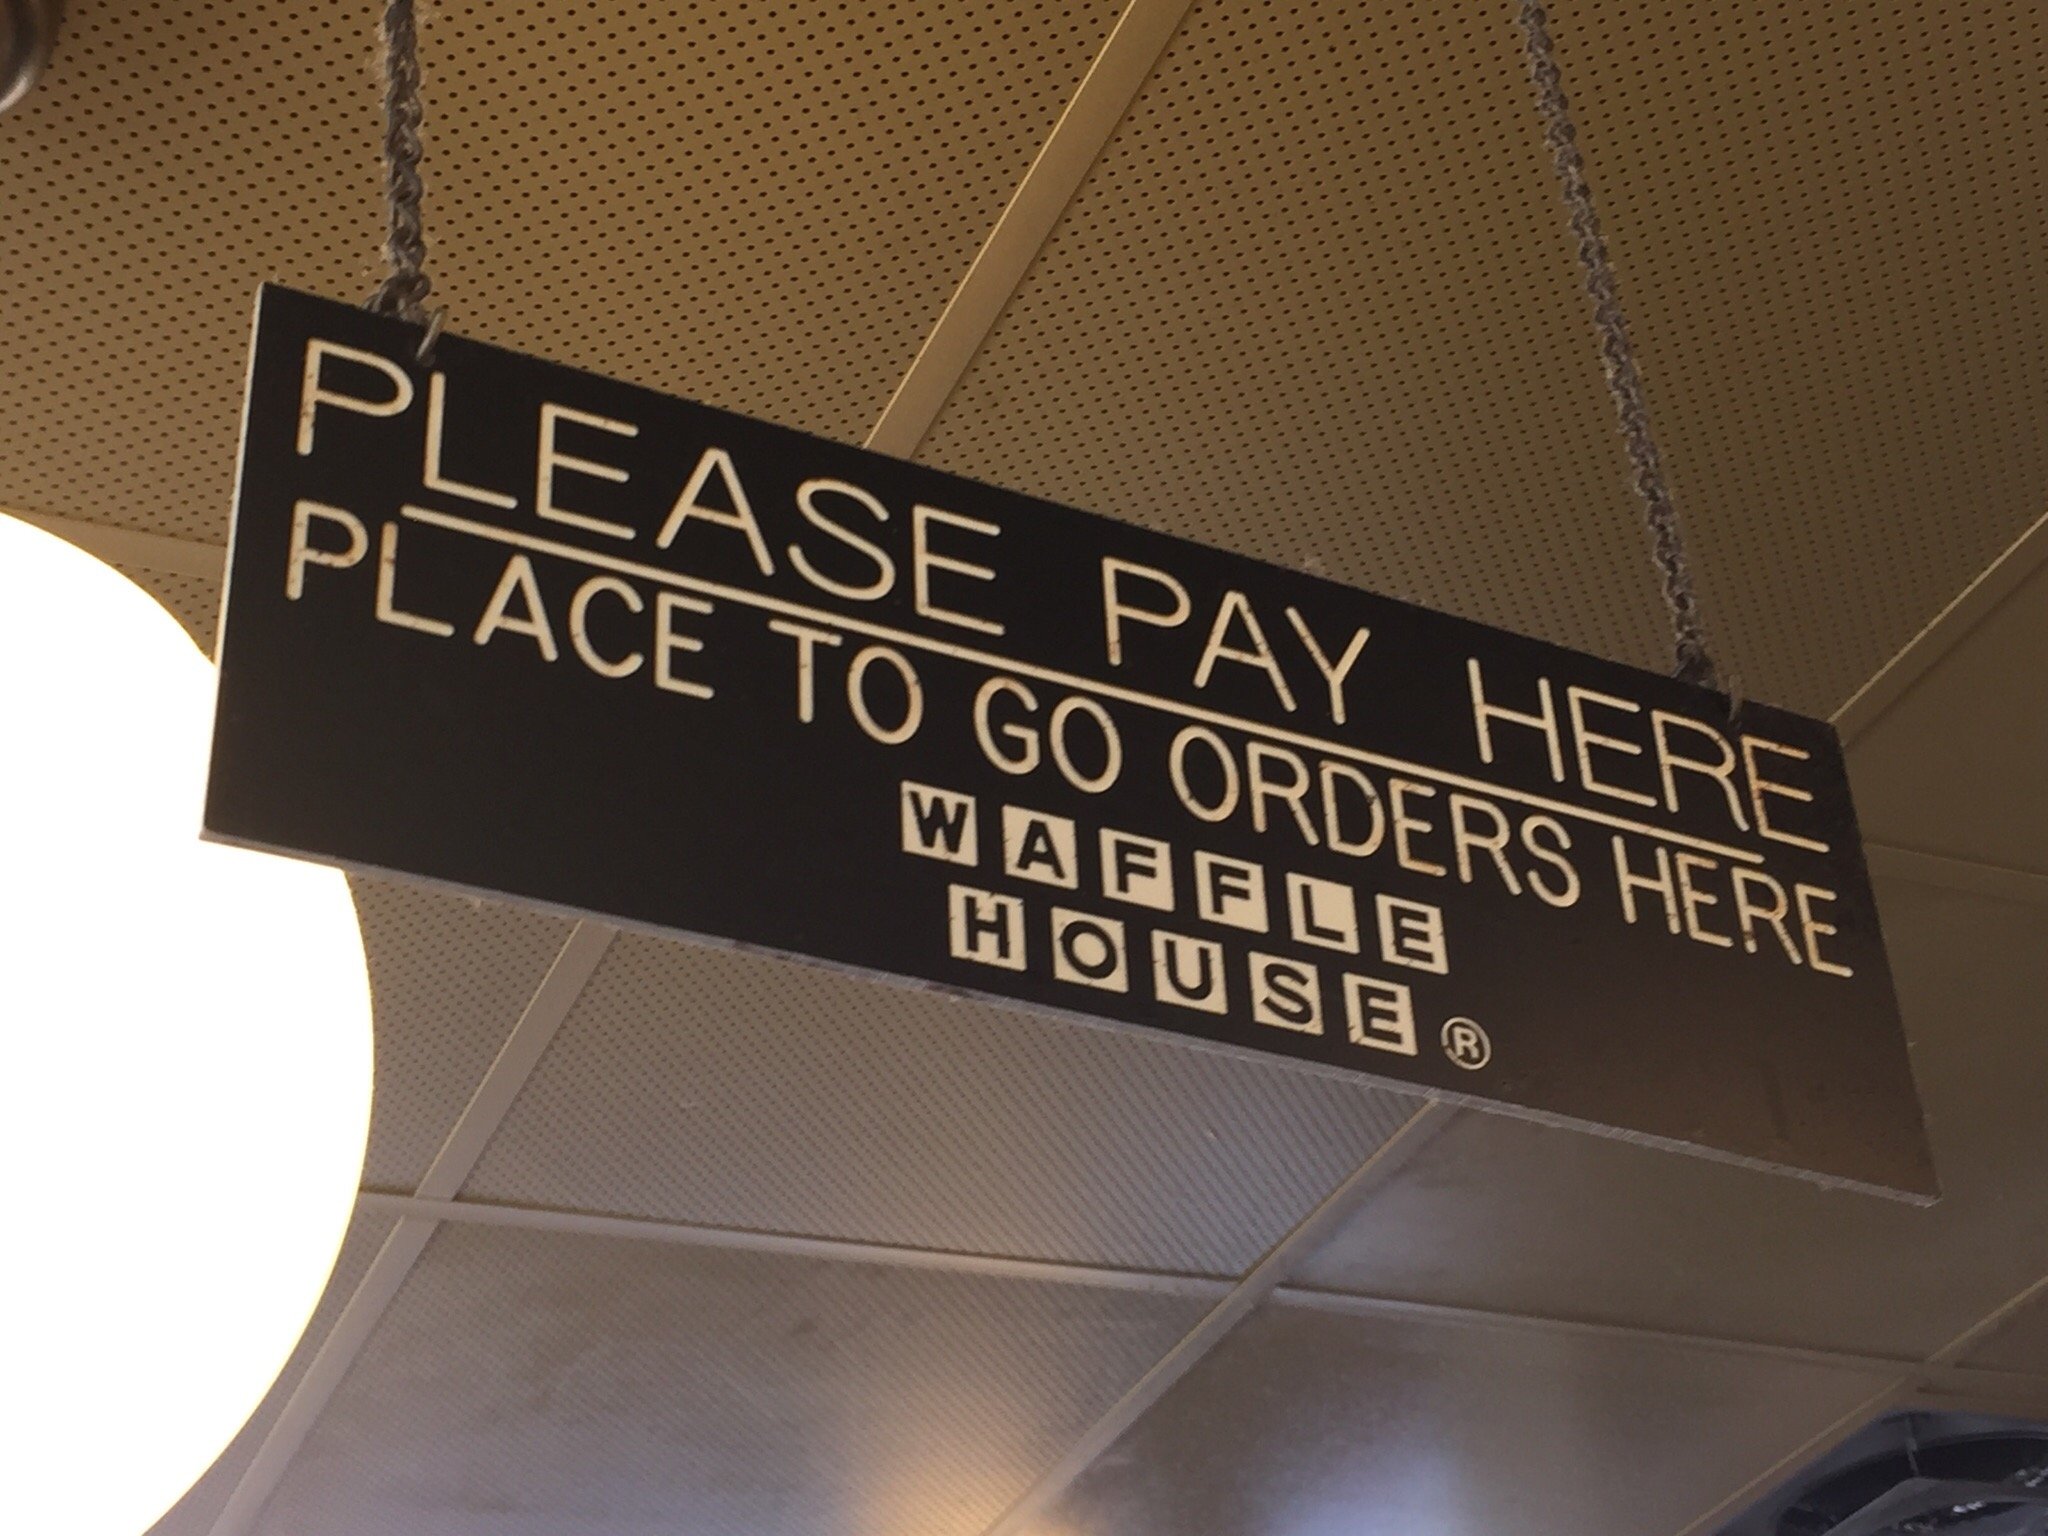 PLEASE PAY HERE
PLACE TO GO ORDERS HERE
WAFFLE
HOUSE ®